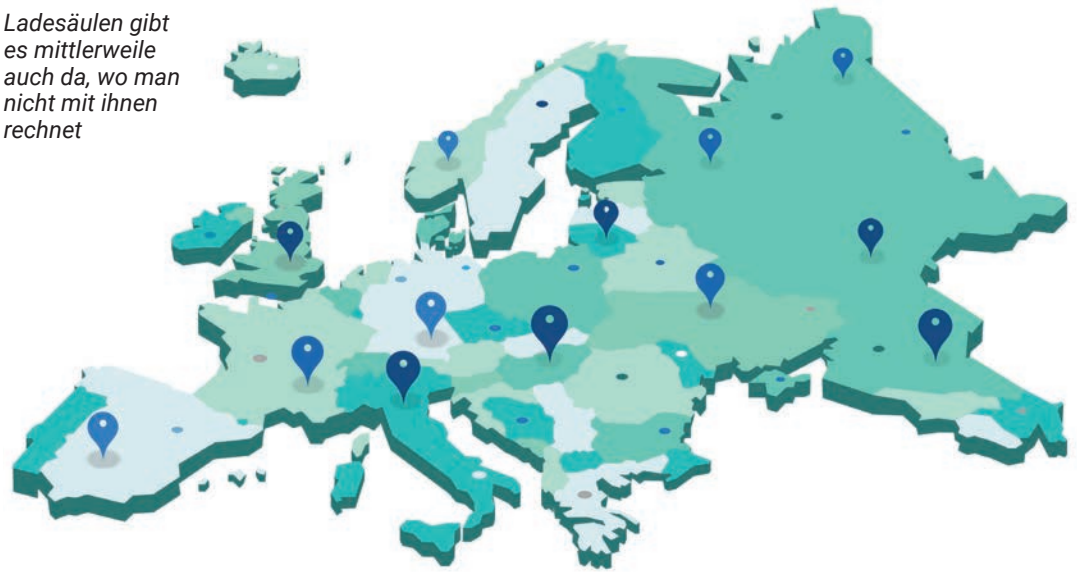 Ladesäulen gibt
es mittlerweile
auch da, wo man
nicht mit ihnen
rechnet